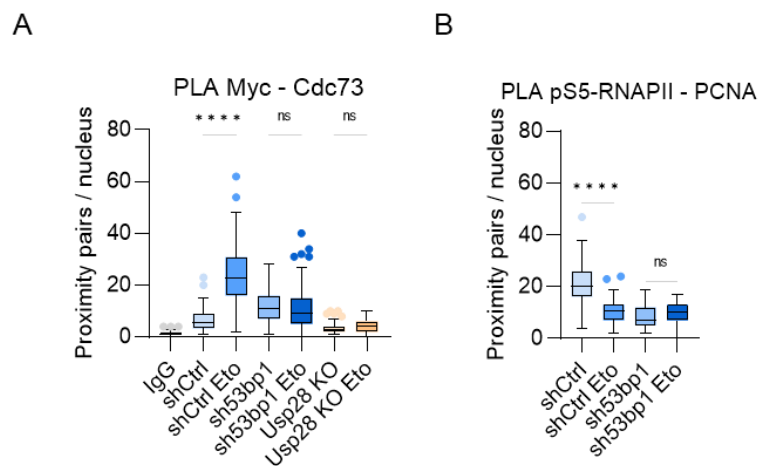 A
PLA Myc - Cdc73
Proximity pairs / nucleus
80
60
40
20
0
****
ns
ns
IgG
shCtrl
shCtrl Eto
sh53bp1
sh53bp1 Eto
Usp28 KO
Usp28 KO Eto
B
PLA pS5-RNAPII - PCNA
Proximity pairs / nucleus
80
60
40
20
0
****
ns
shCtrl
shCtrl Eto
sh53bp1
sh53bp1 Eto